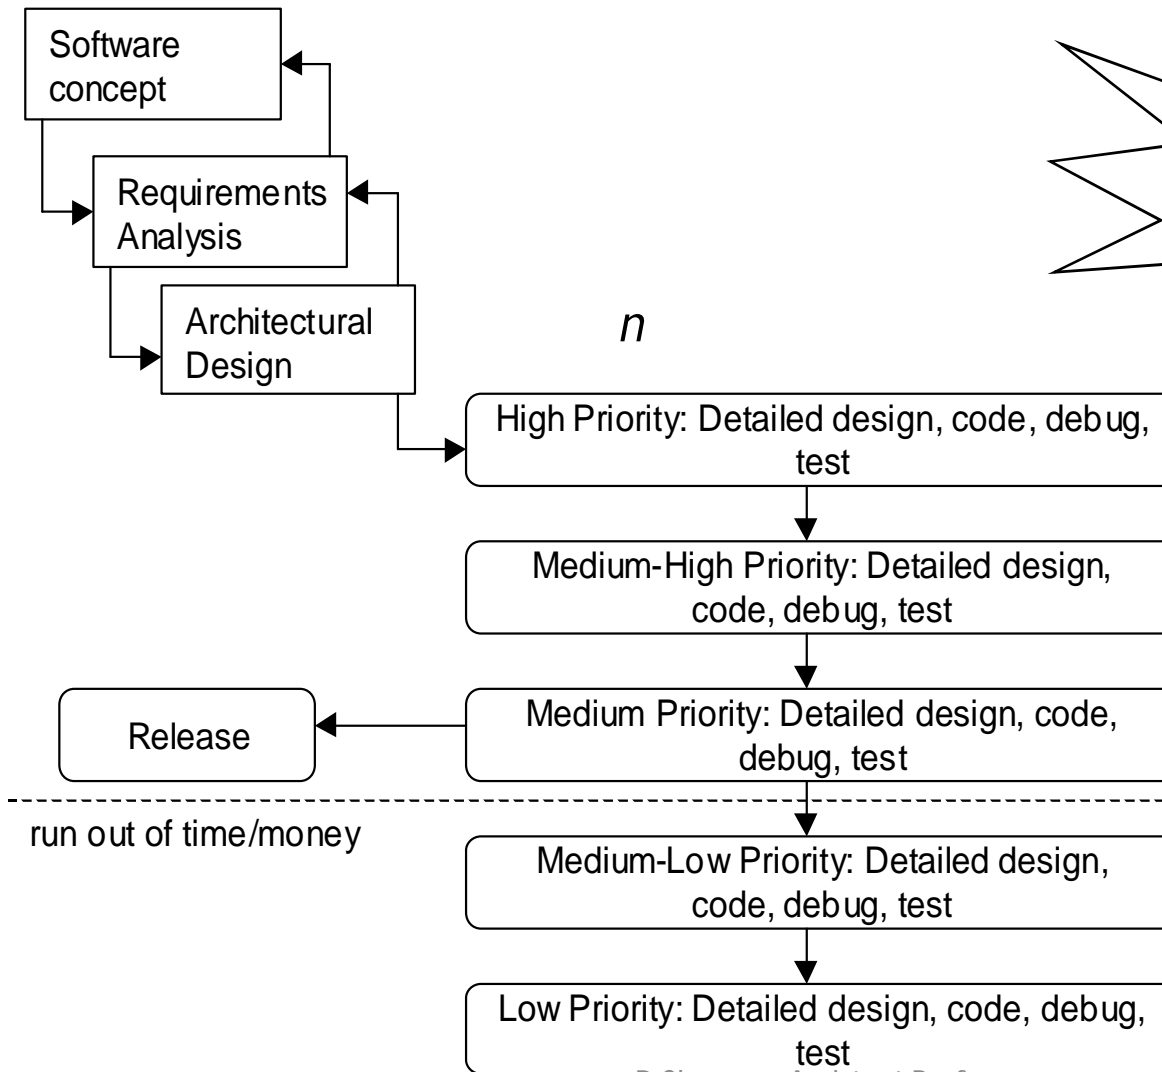 Software
concept
Requirements
Analysis
Architectural
Design
n
High Priority: Detailed design, code, debug,
test
Medium-High Priority: Detailed design,
code, debug, test
Medium Priority: Detailed design, code,
debug, test
Release
run out of time/money
Medium-Low Priority: Detailed design,
code, debug, test
Low Priority: Detailed design, code, debug,
test